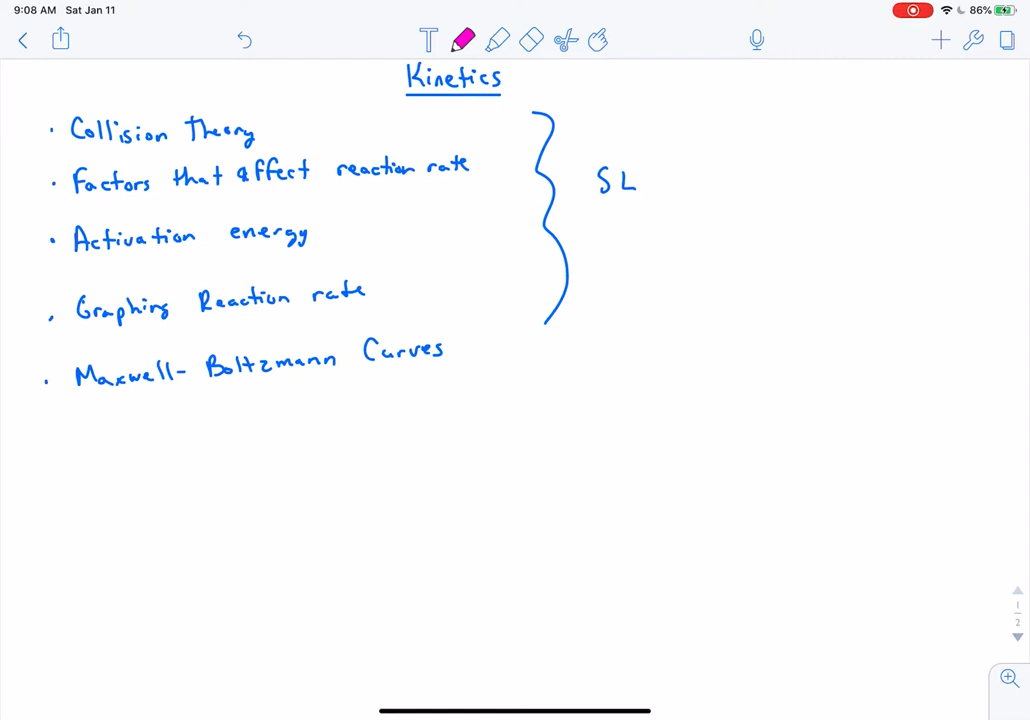 9:08 AM Sat Jan 11
86%
T
Kinetics
· Collision Theory
· Factors that affect reaction rate
SL
· Activation energy
· Graphing Reaction rate
· Maxwell-Boltzmann Curves
1
2